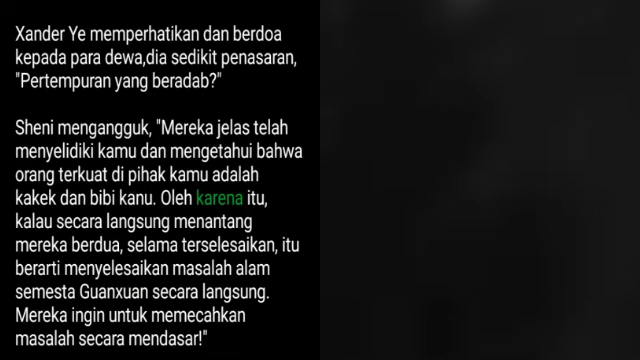 Xander Ye memperhatikan dan berdoa
kepada para dewa,dia sedikit penasaran,
"Pertempuran yang beradab?"
Sheni mengangguk, "Mereka jelas telah
menyelidiki kamu dan mengetahui bahwa
orang terkuat di pihak kamu adalah
kakek dan bibi kanu. Oleh karena itu,
kalau secara langsung menantang
mereka berdua, selama terselesaikan, itu
berarti menyelesaikan masalah alam
semesta Guanxuan secara langsung.
Mereka ingin untuk memecahkan
masalah secara mendasar!"